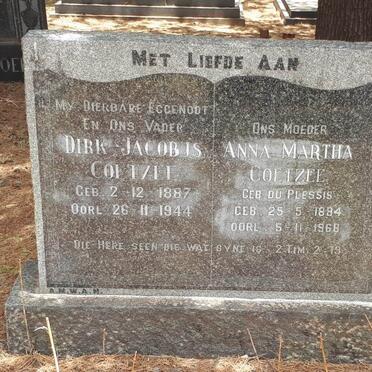 Met Liefde Aan
My Dierbare Eggenoot
En Ons Vader
Dirk Jacobus
Coetzee
Geb. 2-12-1887
Oorl. 26-11-1944
Ons Moeder
Anna Martha
Coetzee
Geb. du Plessis
Geb. 25-5-1894
Oorl. 5-11-1968
Die Here seen die wat syne is. 2 Tim. 2-19
A.M.W.A.M.